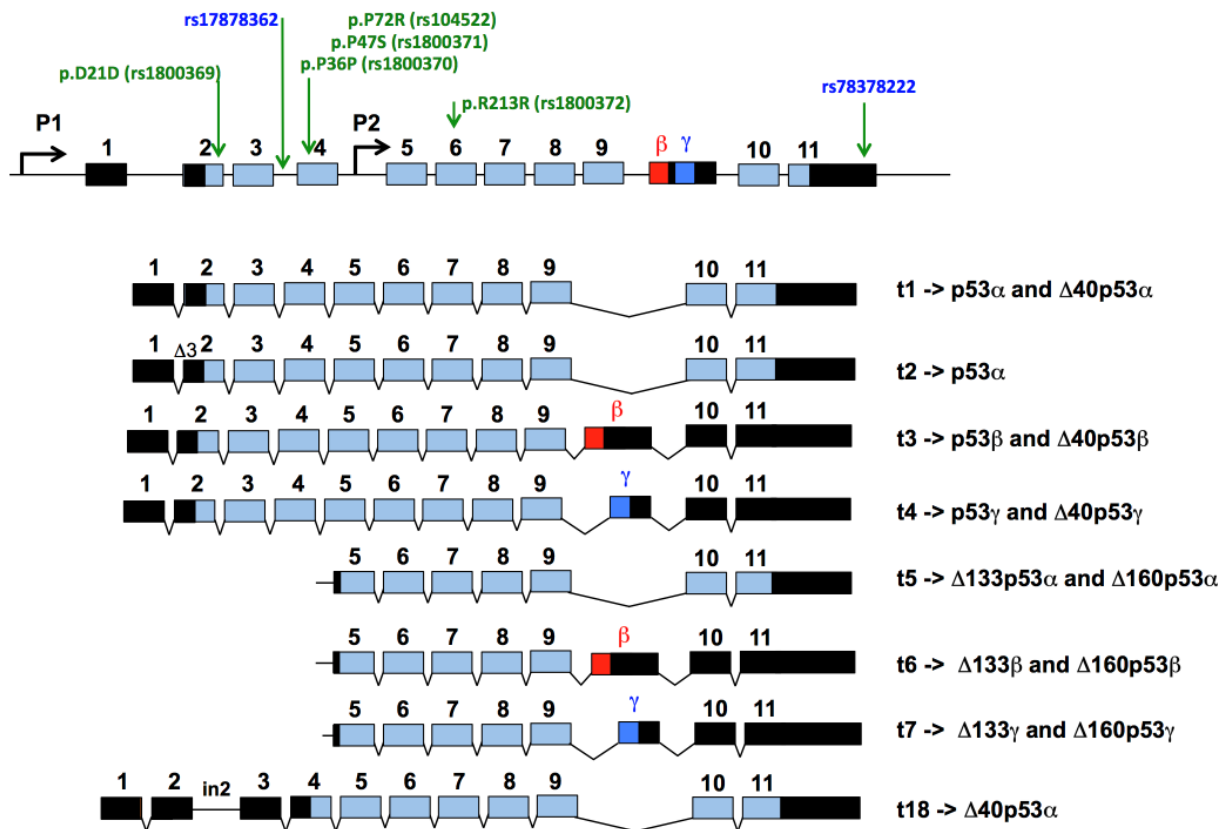 rs17878362
p.P72R (rs104522)
p.P47S (rs1800371)
p.P36P (rs1800370)
p.D21D (rs1800369)
rs78378222
p.R213R (rs1800372)
P1 1 2 3 4 P2 5 6 7 8 9 β γ 10 11
1 2 3 4 5 6 7 8 9 10 11
t1 -> p53α and Δ40p53α
1 Δ3 2 3 4 5 6 7 8 9 10 11
t2 -> p53α
1 2 3 4 5 6 7 8 9 β 10 11
t3 -> p53β and Δ40p53β
1 2 3 4 5 6 7 8 9 γ 10 11
t4 -> p53γ and Δ40p53γ
5 6 7 8 9 10 11
t5 -> Δ133p53α and Δ160p53α
5 6 7 8 9 β 10 11
t6 -> Δ133β and Δ160p53β
5 6 7 8 9 γ 10 11
t7 -> Δ133γ and Δ160p53γ
1 2 in2 3 4 5 6 7 8 9 10 11
t18 -> Δ40p53α